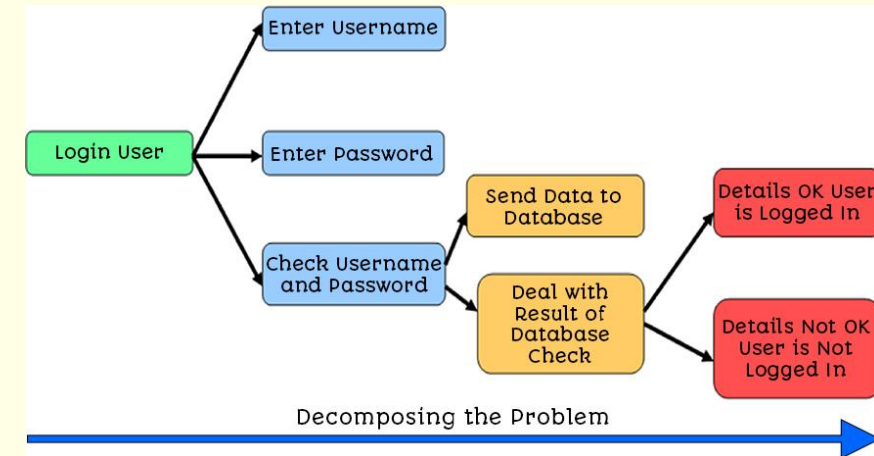 Enter Username
Login User
Enter Password
Check Username
and Password
Send Data to
Database
Deal with
Result of
Database
Check
Details OK User
is Logged In
Details Not OK
User is Not
Logged In
Decomposing the Problem